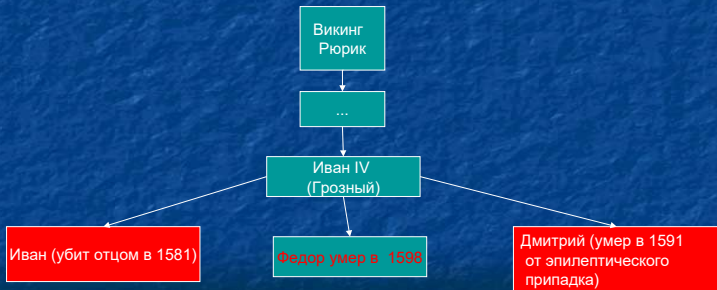 Викинг
Рюрик
...
Иван IV
(Грозный)
Иван (убит отцом в 1581)
Федор умер в 1598
Дмитрий (умер в 1591
от эпилептического
припадка)